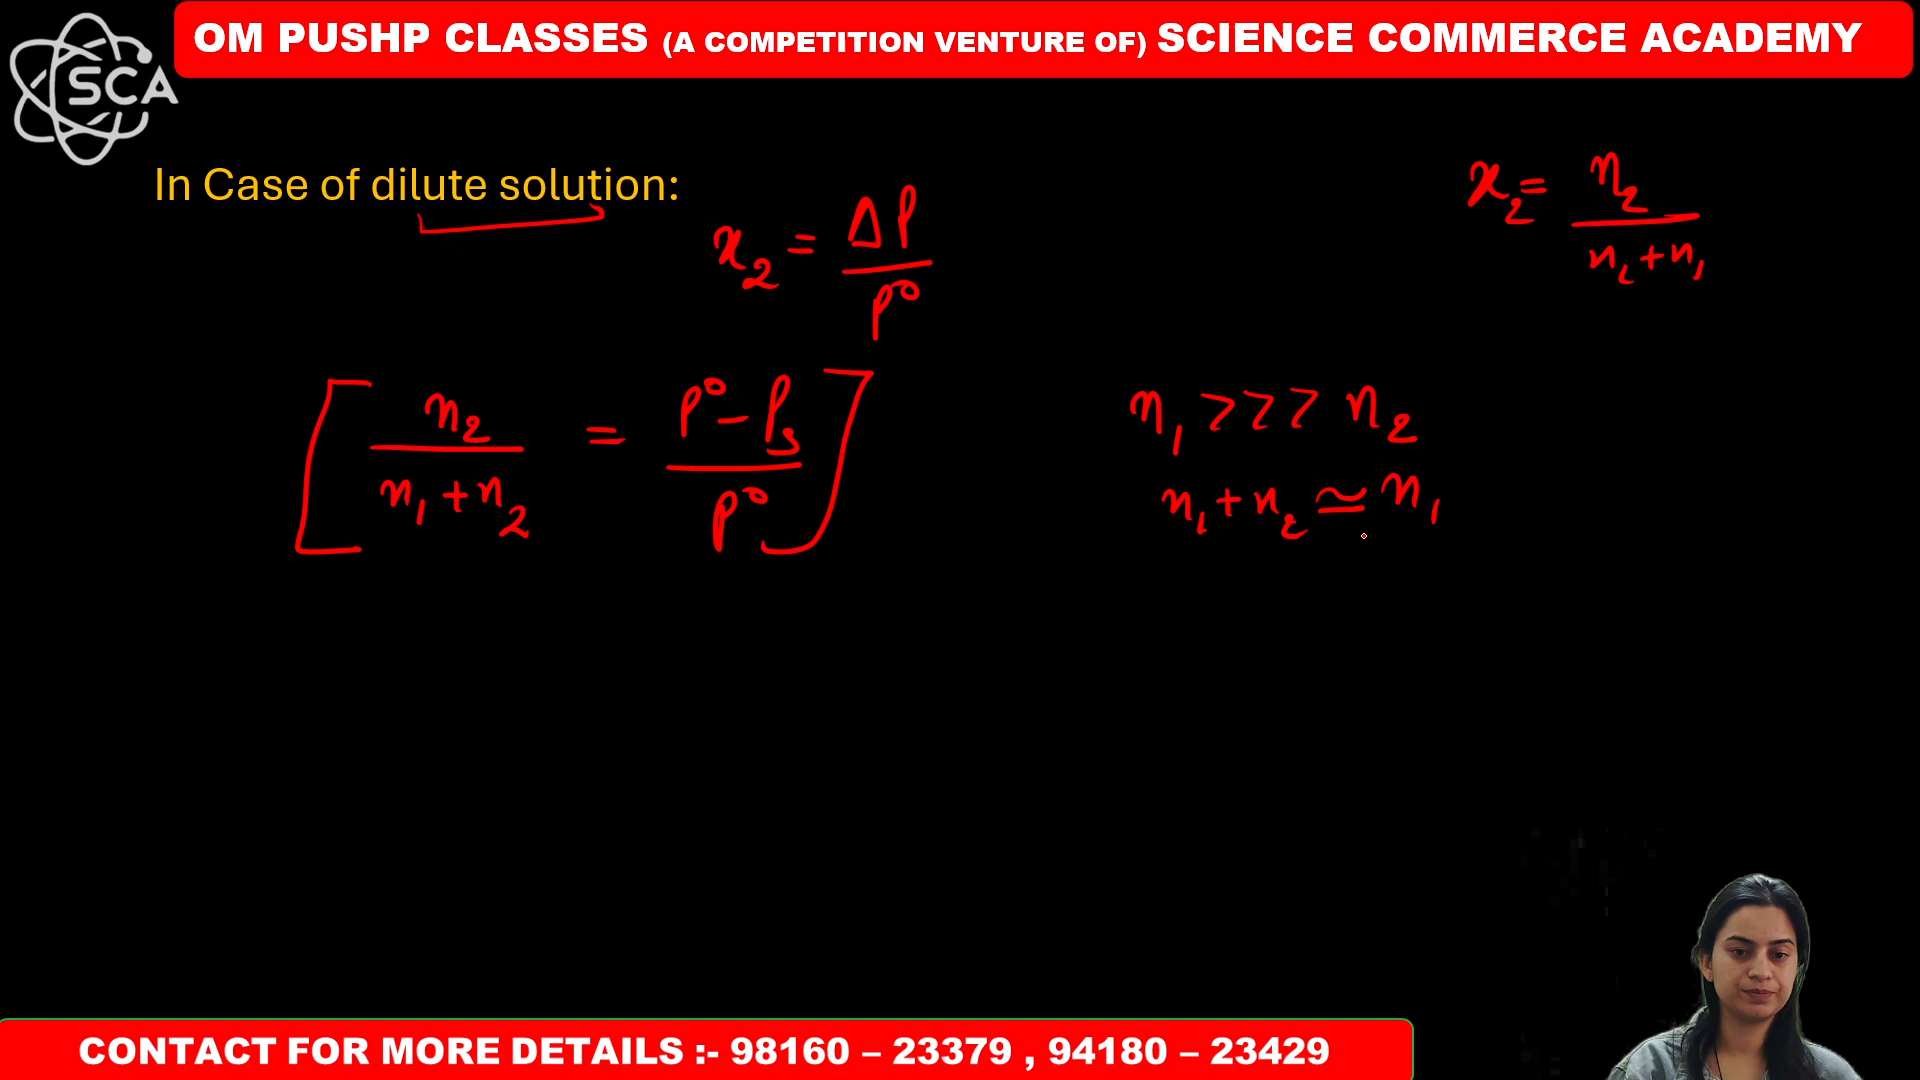 OM PUSHP CLASSES (A COMPETITION VENTURE OF) SCIENCE COMMERCE ACADEMY
SCA
In Case of dilute solution:
x₂ = ΔP / P°
x₂ = n₂ / n₁+n₁
n₂ / n₁+n₂ = P°-Ps / P°
n₁ >>> n₂
n₁+n₂ ≃ n₁
CONTACT FOR MORE DETAILS :- 98160 – 23379 , 94180 – 23429